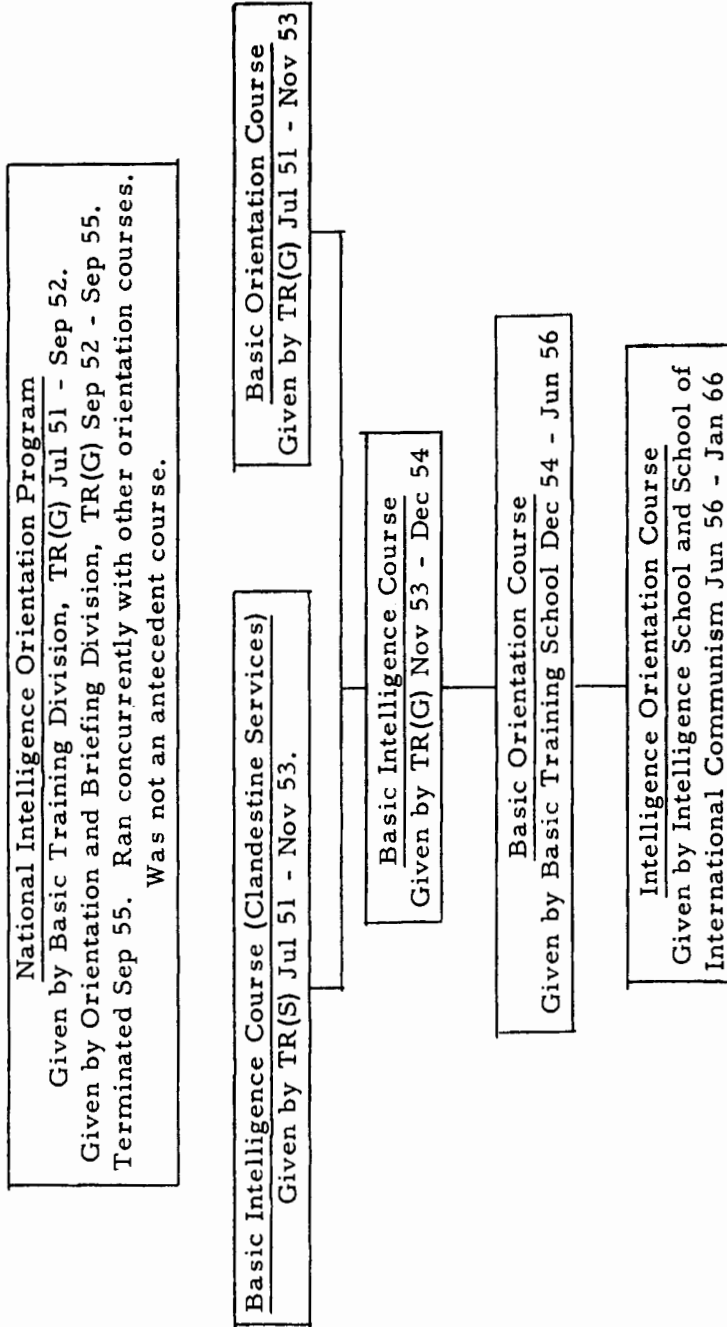 National Intelligence Orientation Program
Given by Basic Training Division, TR(G) Jul 51 - Sep 52.
Given by Orientation and Briefing Division, TR(G) Sep 52 - Sep 55.
Terminated Sep 55. Ran concurrently with other orientation courses.
Was not an antecedent course.
Basic Intelligence Course (Clandestine Services)
Given by TR(S) Jul 51 - Nov 53.
Basic Orientation Course
Given by TR(G) Jul 51 - Nov 53
Basic Intelligence Course
Given by TR(G) Nov 53 - Dec 54
Basic Orientation Course
Given by Basic Training School Dec 54 - Jun 56
Intelligence Orientation Course
Given by Intelligence School and School of
International Communism Jun 56 - Jan 66